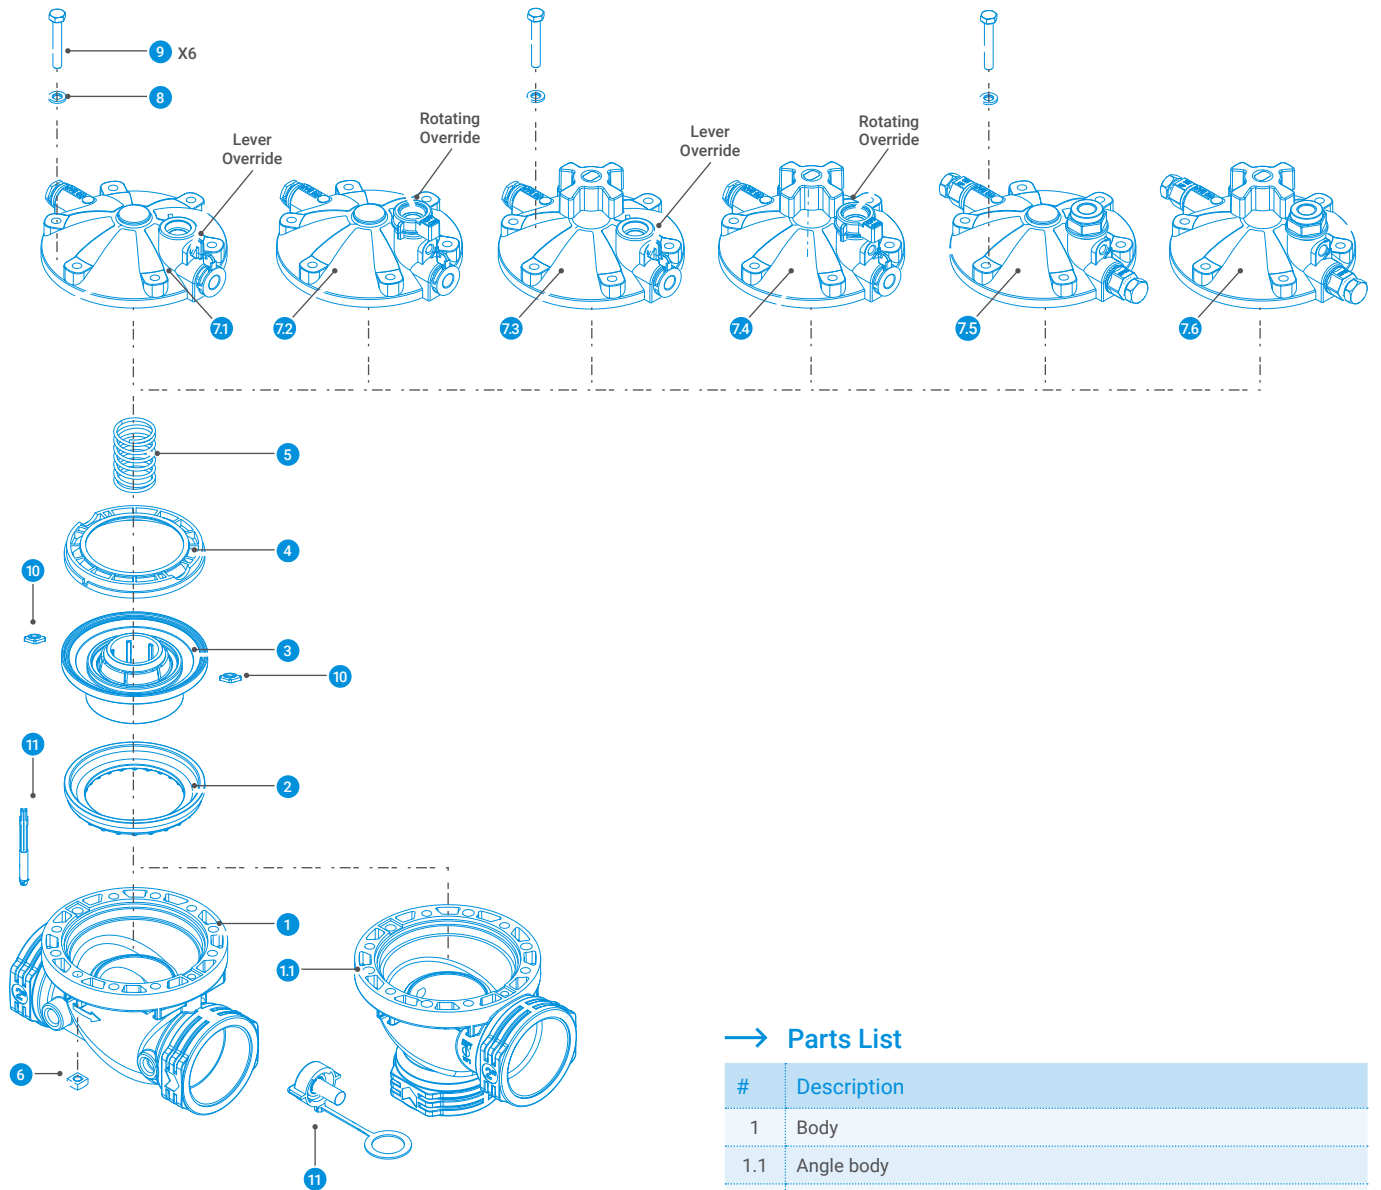 9 X6
8
Lever
Override
Rotating
Override
Lever
Override
Rotating
Override
7.1
7.2
7.3
7.4
7.5
7.6
5
4
10
3
10
11
2
1
1.1
6
11
→ Parts List
# Description
1 Body
1.1 Angle body